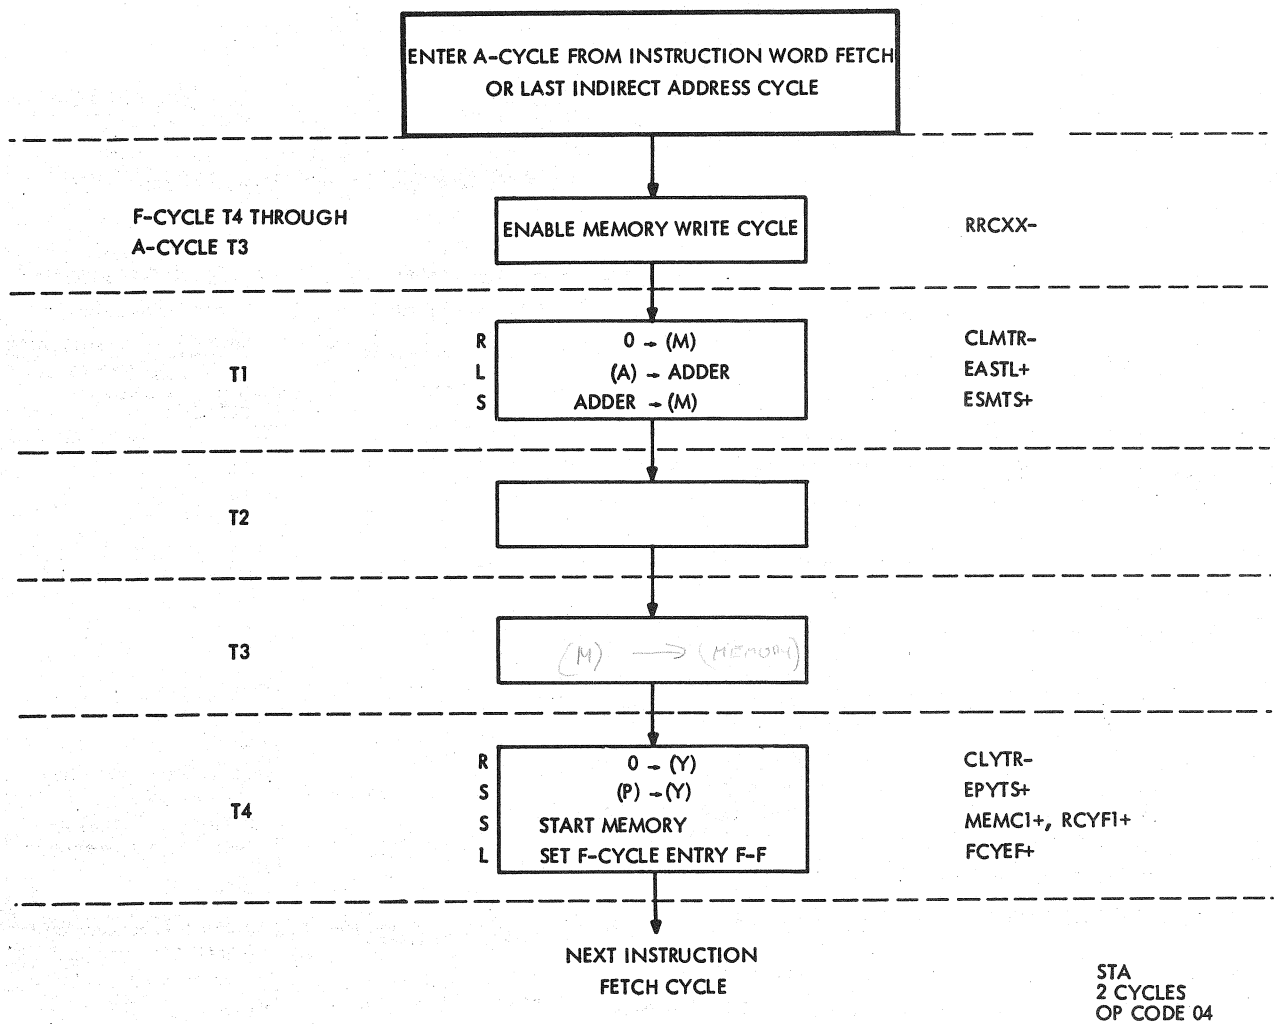 ENTER A-CYCLE FROM INSTRUCTION WORD FETCH
OR LAST INDIRECT ADDRESS CYCLE
F-CYCLE T4 THROUGH
A-CYCLE T3
ENABLE MEMORY WRITE CYCLE
RRCXX-
T1
R 0 → (M) CLMTR-
L (A) → ADDER EASTL+
S ADDER → (M) ESMTS+
T2
T3
(M) → (MEMORY)
T4
R 0 → (Y) CLYTR-
S (P) → (Y) EPYTS+
S START MEMORY MEMC1+, RCYF1+
L SET F-CYCLE ENTRY F-F FCYEF+
NEXT INSTRUCTION
FETCH CYCLE
STA
2 CYCLES
OP CODE 04